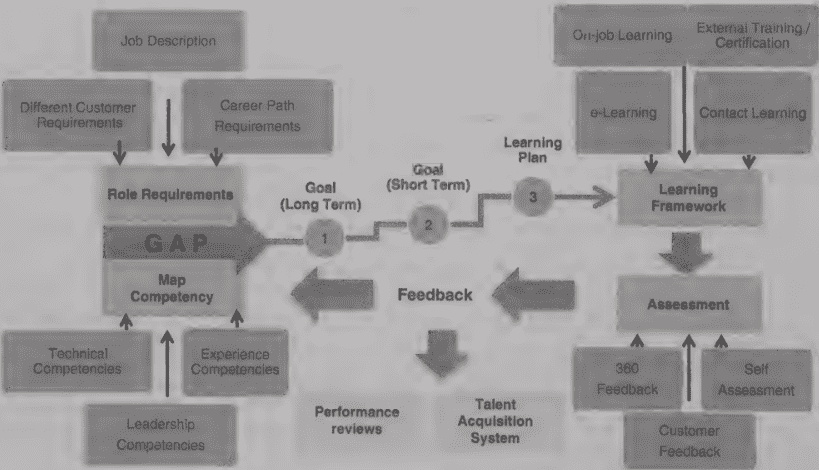 Job Description
On-job Learning
External Training /
Certification
Different Customer
Requirements
Career Path
Requirements
e-Learning
Contact Learning
Role Requirements
Goal
(Long Term)
Goal
(Short Term)
Learning
Plan
Learning
Framework
GAP
1
2
3
Map
Competency
Feedback
Assessment
Technical
Competencies
Experience
Competencies
360
Feedback
Self
Assessment
Leadership
Competencies
Performance
reviews
Talent
Acquisition
System
Customer
Feedback